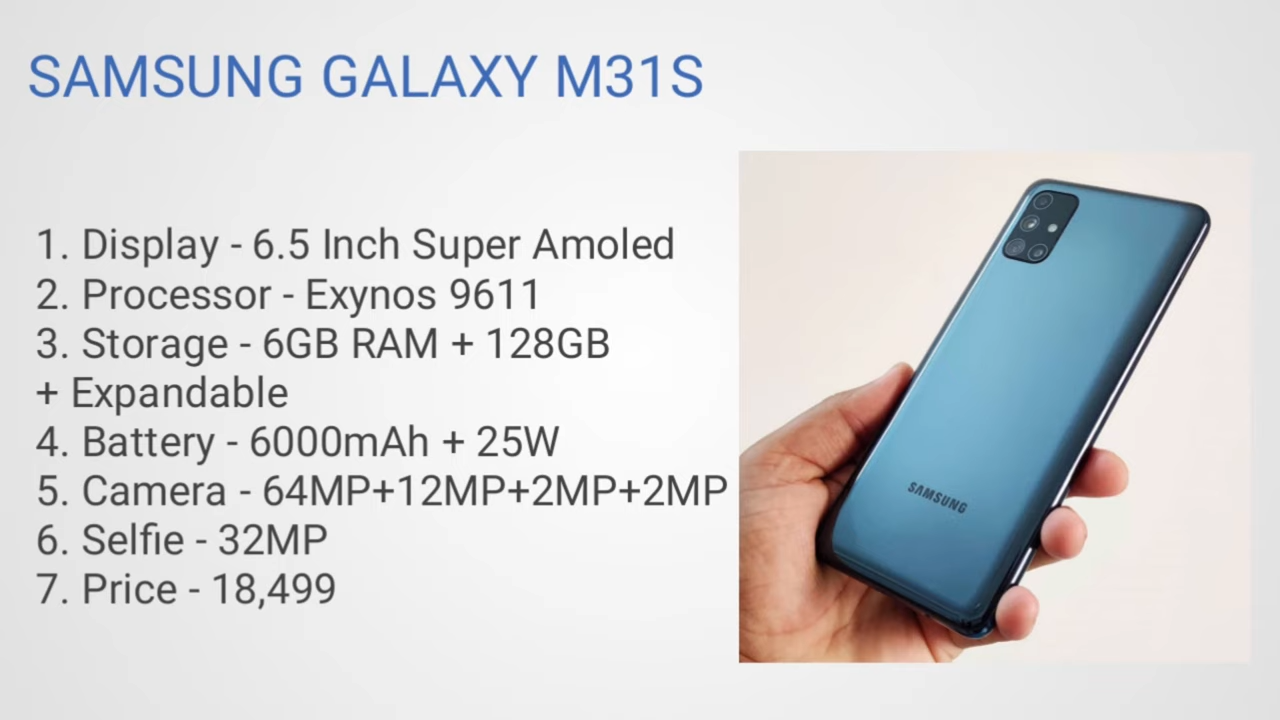 SAMSUNG GALAXY M31S
1. Display - 6.5 Inch Super Amoled
2. Processor - Exynos 9611
3. Storage - 6GB RAM + 128GB
+ Expandable
4. Battery - 6000mAh + 25W
5. Camera - 64MP+12MP+2MP+2MP
6. Selfie - 32MP
7. Price - 18,499
SAMSUNG